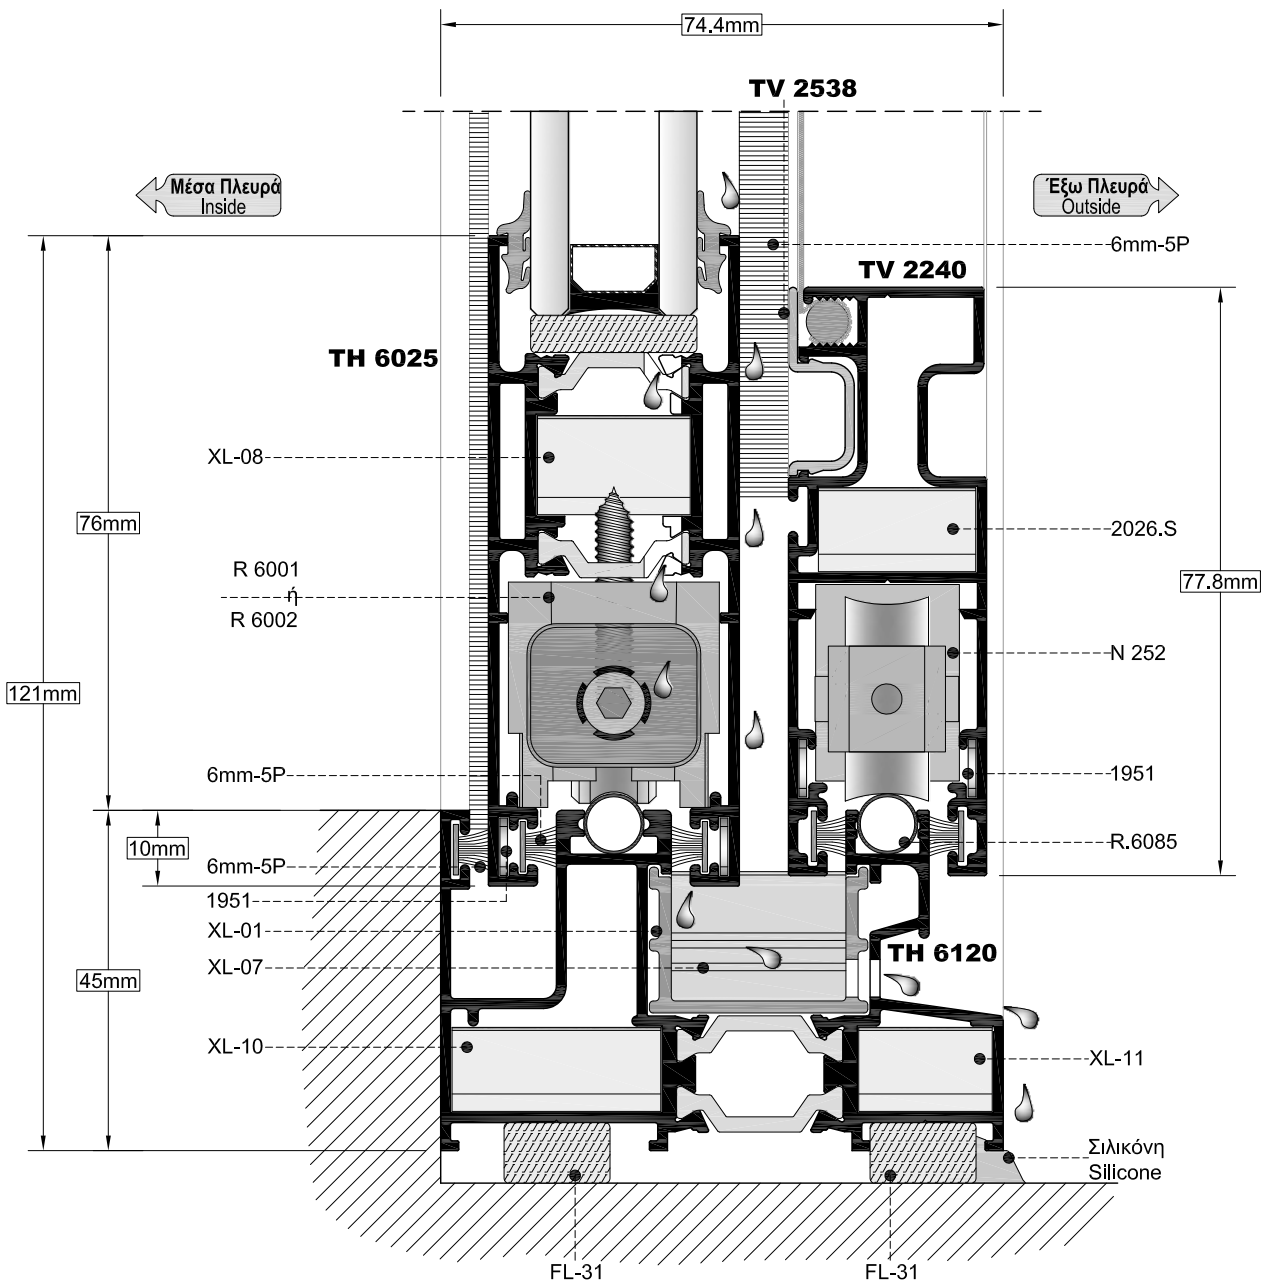 74.4mm
TV 2538
Μέσα Πλευρά
Inside
Έξω Πλευρά
Outside
6mm-5P
TV 2240
TH 6025
XL-08
76mm
2026.S
R 6001
ή
R 6002
77.8mm
N 252
121mm
6mm-5P
1951
10mm
R.6085
6mm-5P
1951
XL-01
TH 6120
XL-07
45mm
XL-10
XL-11
Σιλικόνη
Silicone
FL-31
FL-31